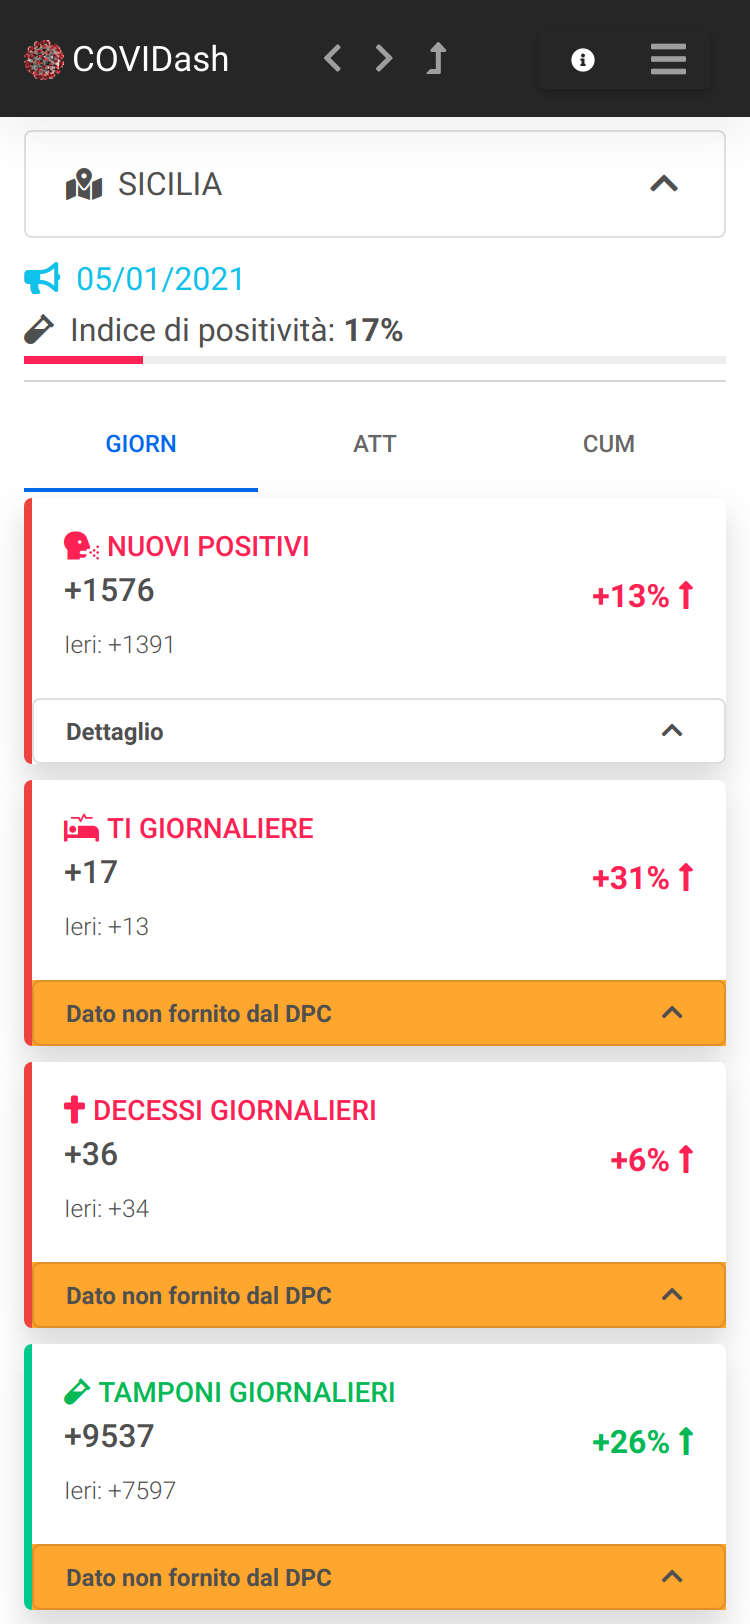 COVIDash
SICILIA
05/01/2021
Indice di positività: 17%
GIORN ATT CUM
NUOVI POSITIVI
+1576
+13%
Ieri: +1391
Dettaglio
TI GIORNALIERE
+17
+31%
Ieri: +13
Dato non fornito dal DPC
DECESSI GIORNALIERI
+36
+6%
Ieri: +34
Dato non fornito dal DPC
TAMPONI GIORNALIERI
+9537
+26%
Ieri: +7597
Dato non fornito dal DPC